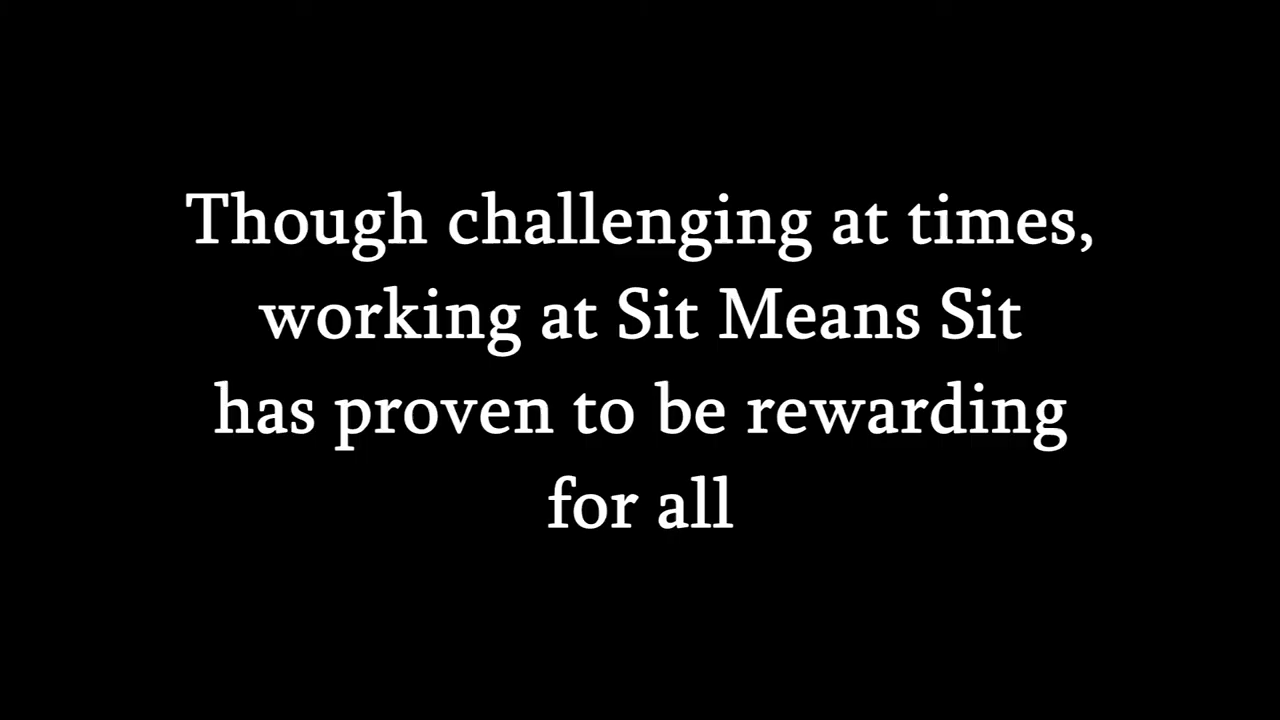 Though challenging at times,
working at Sit Means Sit
has proven to be rewarding
for all